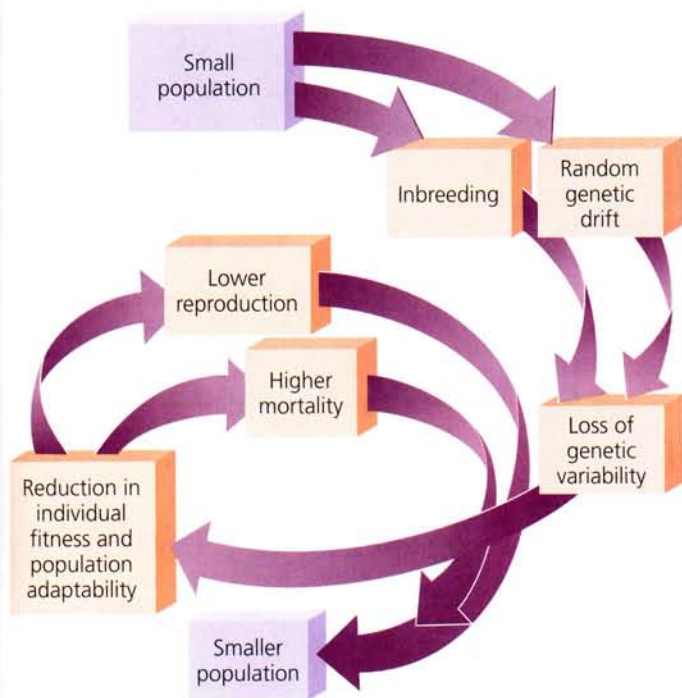 Small
population
Inbreeding
Random
genetic
drift
Lower
reproduction
Higher
mortality
Loss of
genetic
variability
Reduction in
individual
fitness and
population
adaptability
Smaller
population